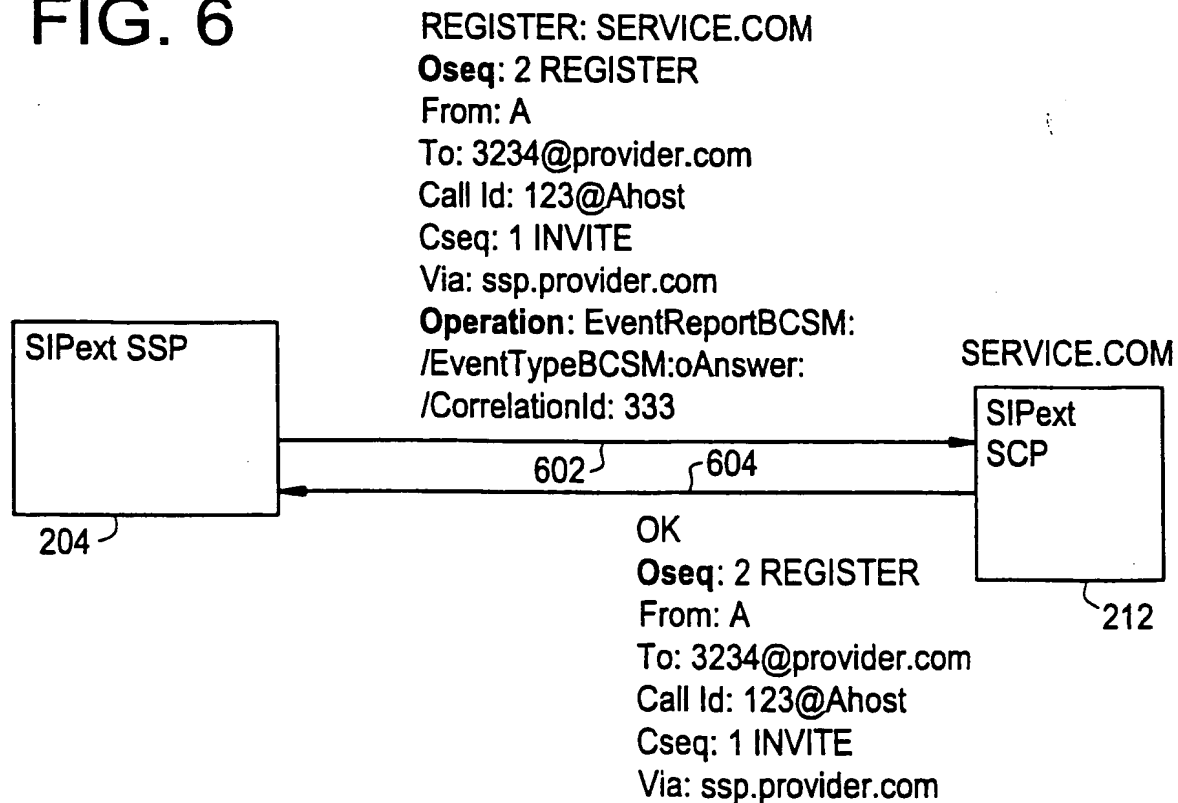 FIG. 6
REGISTER: SERVICE.COM
Oseq: 2 REGISTER
From: A
To: 3234@provider.com
Call Id: 123@Ahost
Cseq: 1 INVITE
Via: ssp.provider.com
Operation: EventReportBCSM:
/EventTypeBCSM:oAnswer:
/CorrelationId: 333
SIPext SSP
204
SERVICE.COM
SIPext
SCP
212
602
604
OK
Oseq: 2 REGISTER
From: A
To: 3234@provider.com
Call Id: 123@Ahost
Cseq: 1 INVITE
Via: ssp.provider.com